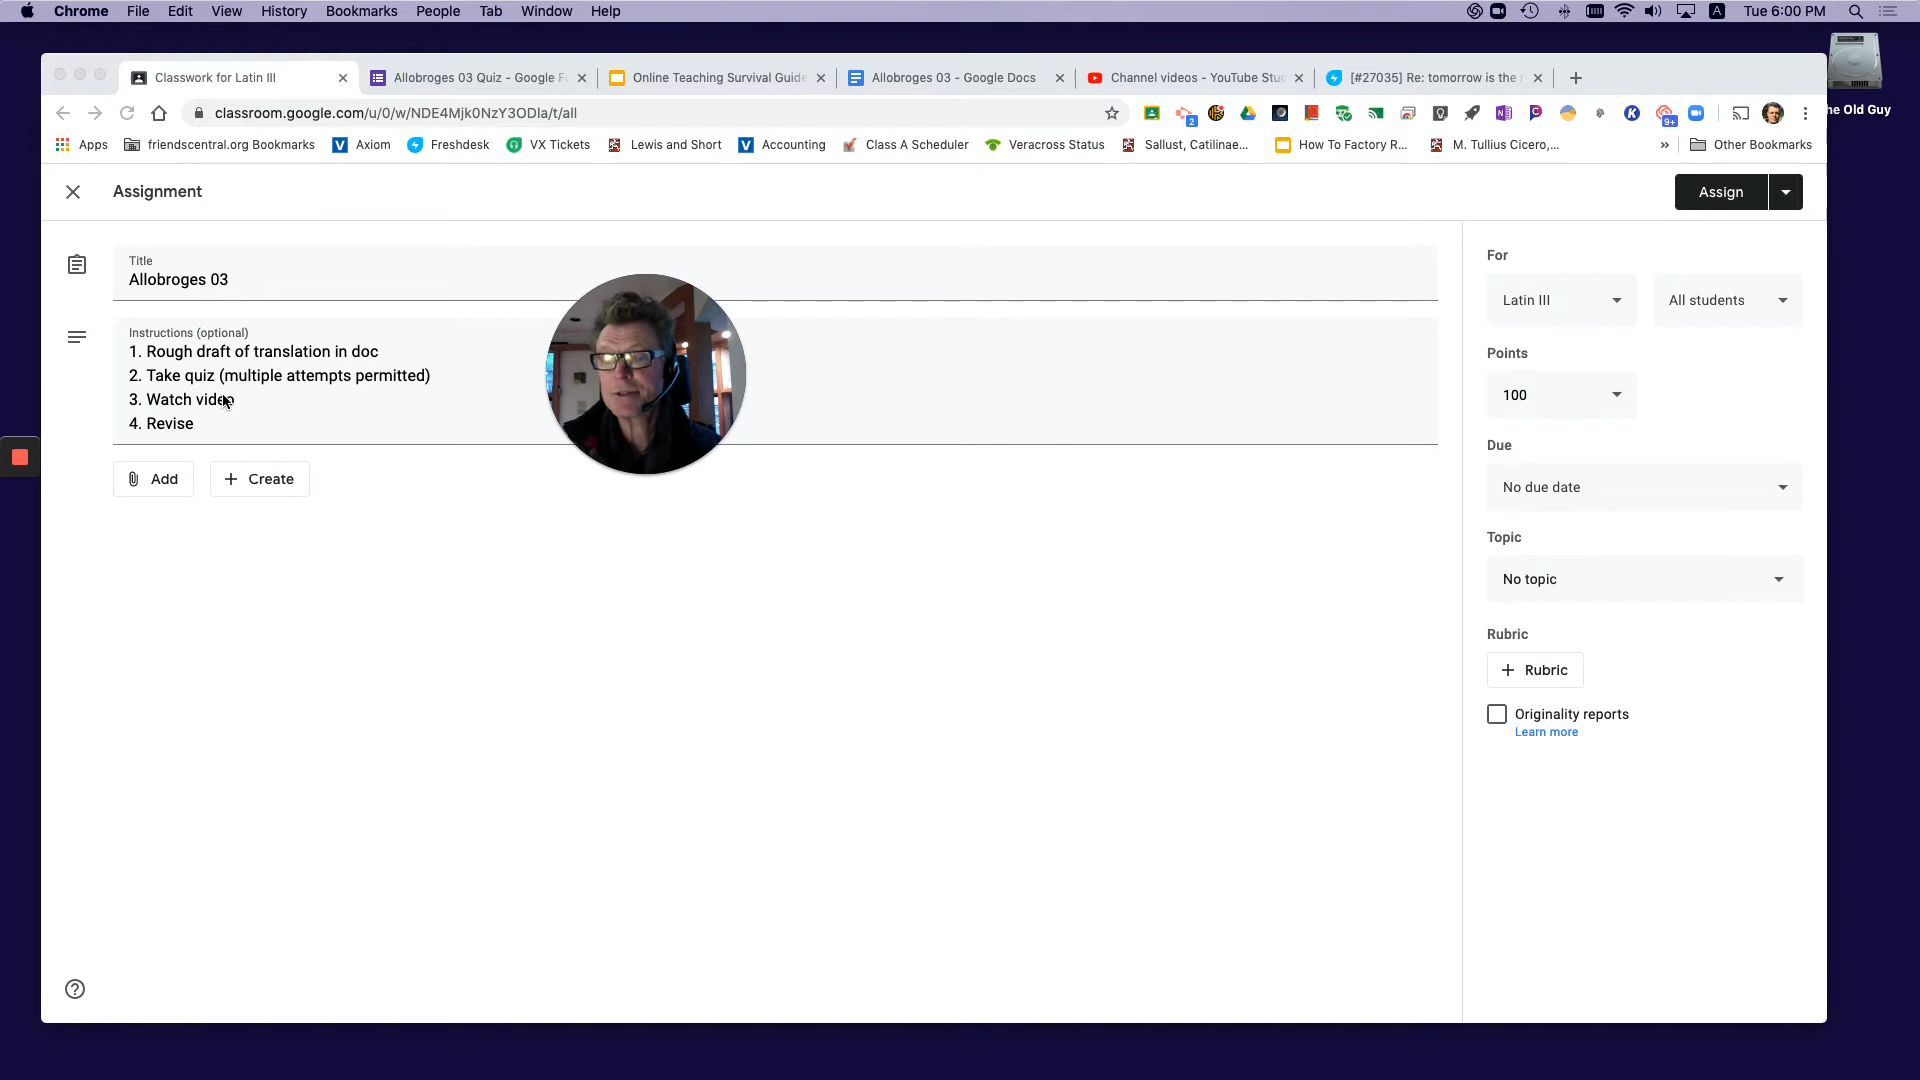 Chrome File Edit View History Bookmarks People Tab Window Help
Tue 6:00 PM
Classwork for Latin III
Allobroges 03 Quiz - Google F
Online Teaching Survival Guide
Allobroges 03 - Google Docs
Channel videos - YouTube Stu
[#27035] Re: tomorrow is the
classroom.google.com/u/0/w/NDE4Mjk0NzY3ODla/t/all
2
9+
he Old Guy
Apps
friendscentral.org Bookmarks
Axiom
Freshdesk
VX Tickets
Lewis and Short
Accounting
Class A Scheduler
Veracross Status
Sallust, Catilinae...
How To Factory R...
M. Tullius Cicero,...
»
Other Bookmarks
Assignment
Assign
Title
Allobroges 03
Instructions (optional)
1. Rough draft of translation in doc
2. Take quiz (multiple attempts permitted)
3. Watch video
4. Revise
Add
Create
For
Latin III
All students
Points
100
Due
No due date
Topic
No topic
Rubric
Rubric
Originality reports
Learn more